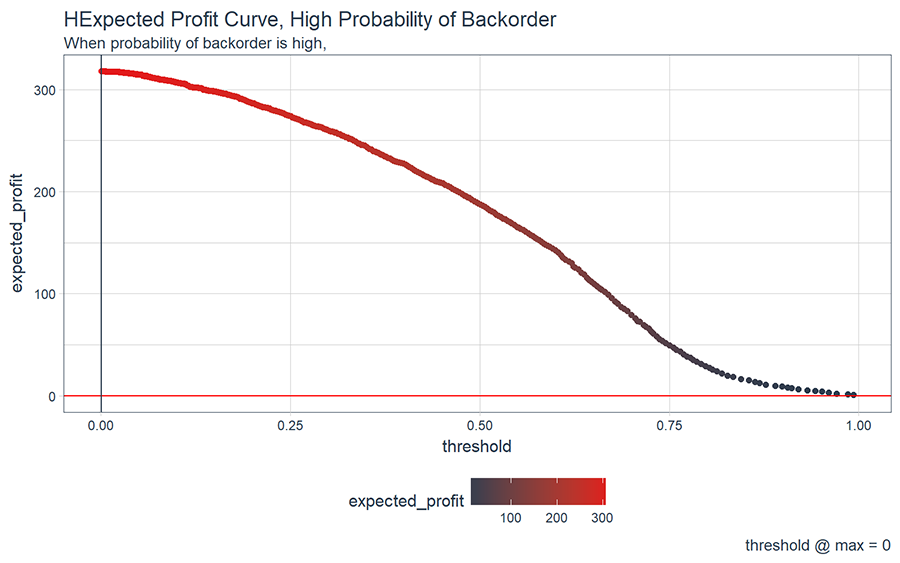 HExpected Profit Curve, High Probability of Backorder
When probability of backorder is high,
expected_profit
300
200
100
0
0.00 0.25 0.50 0.75 1.00
threshold
expected_profit
100 200 300
threshold @ max = 0